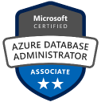 Microsoft
CERTIFIED
AZURE DATABASE
ADMINISTRATOR
ASSOCIATE